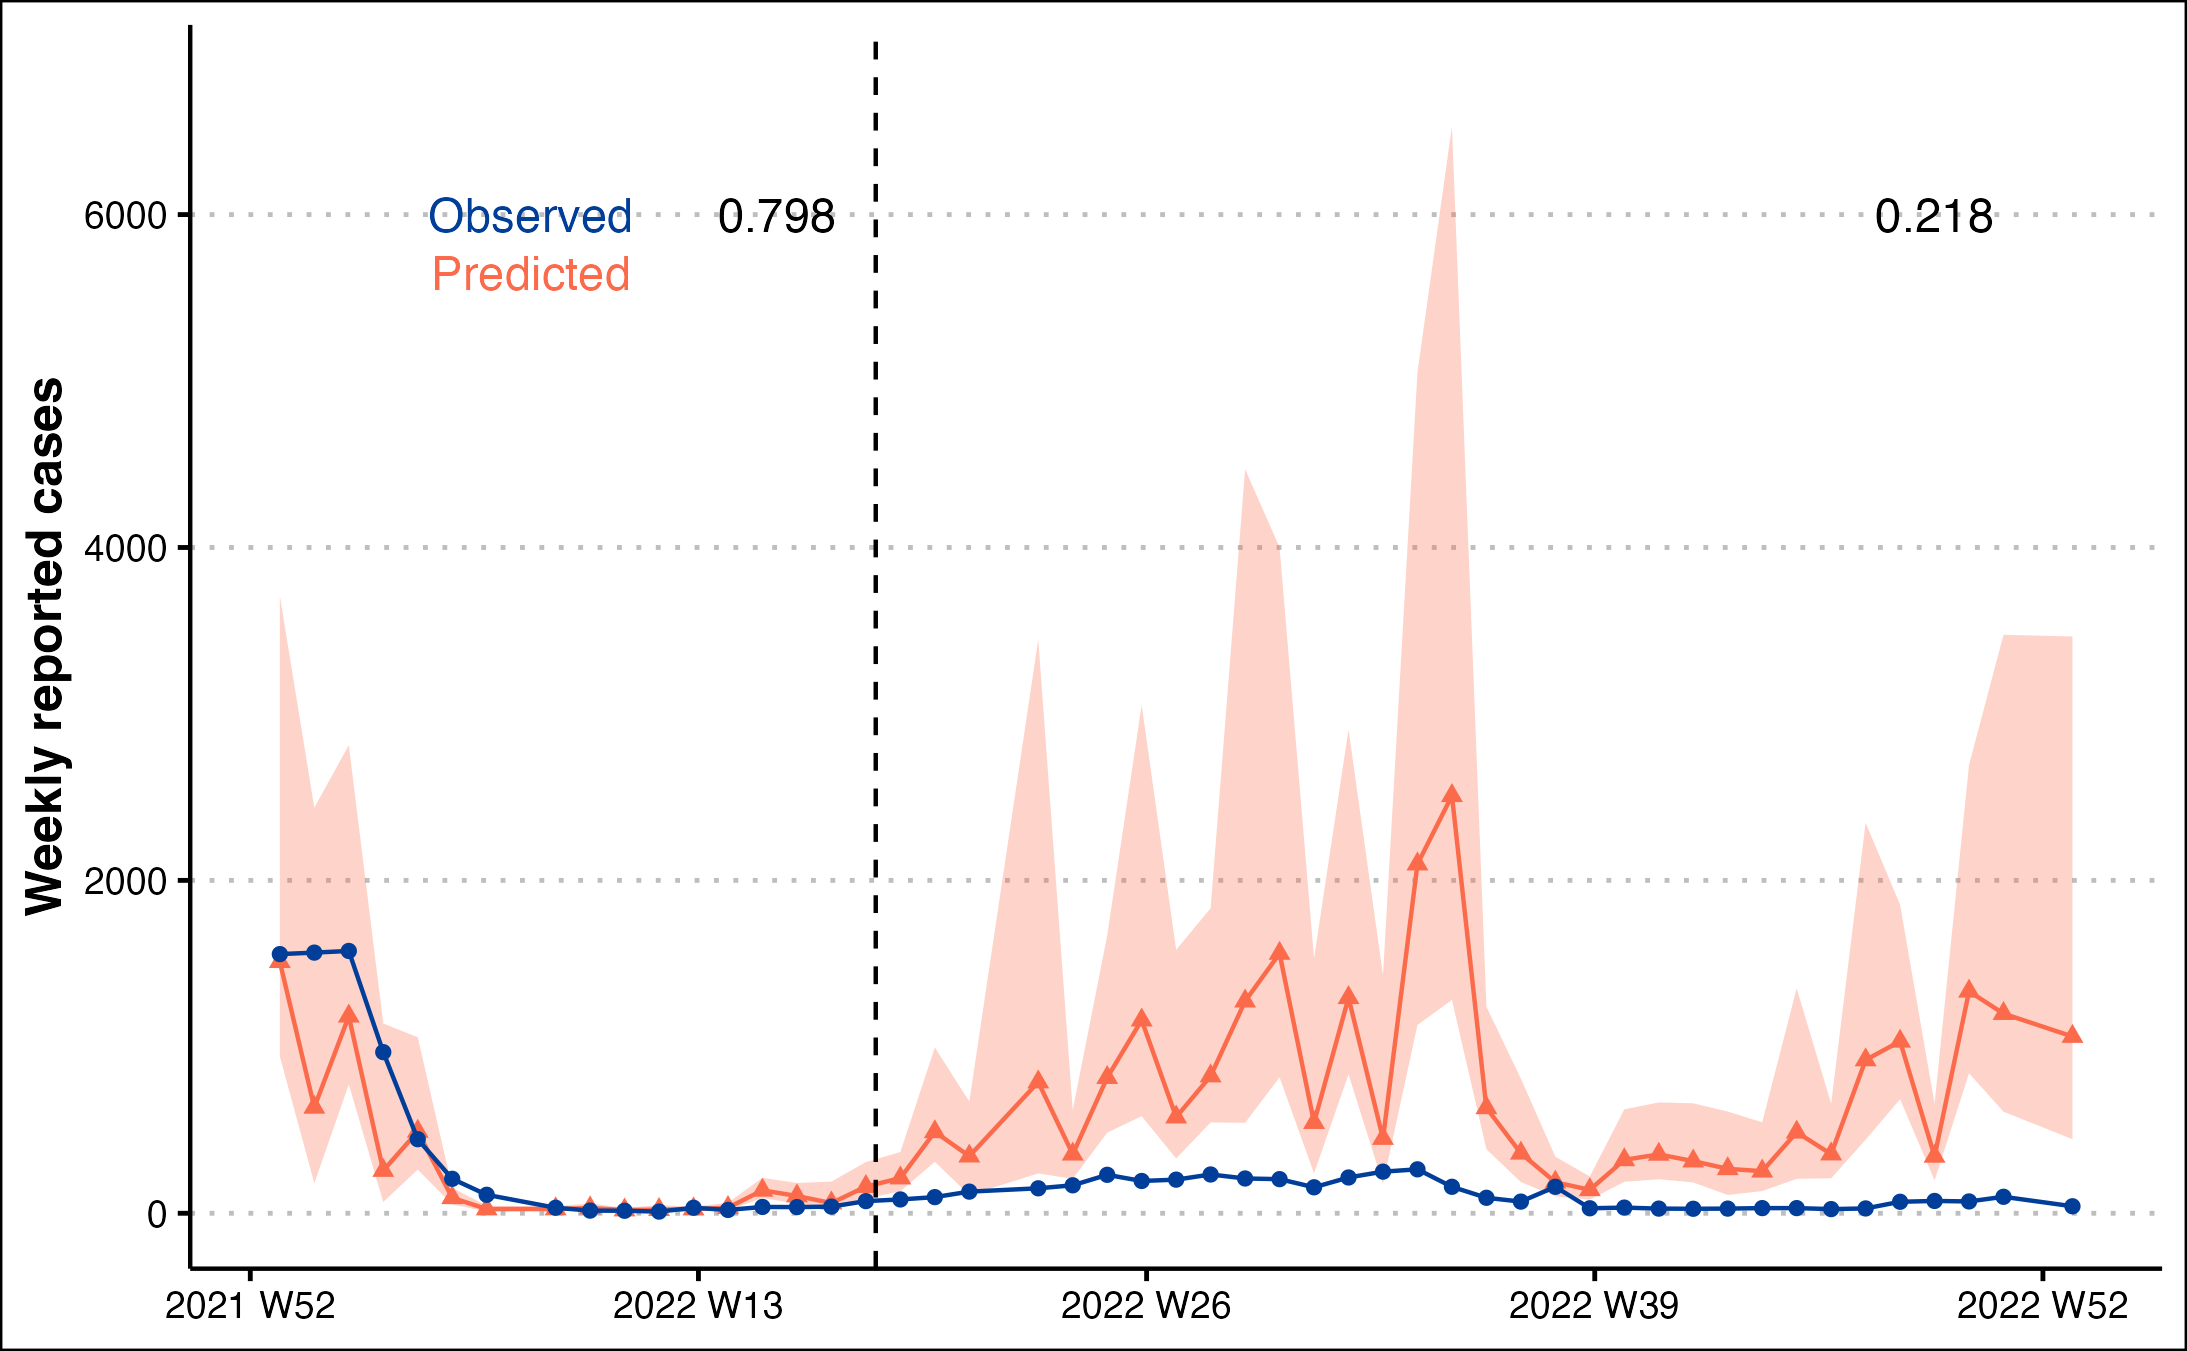 Weekly reported cases
6000
4000
2000
0
Observed
Predicted
0.798
0.218
2021 W52
2022 W13
2022 W26
2022 W39
2022 W52